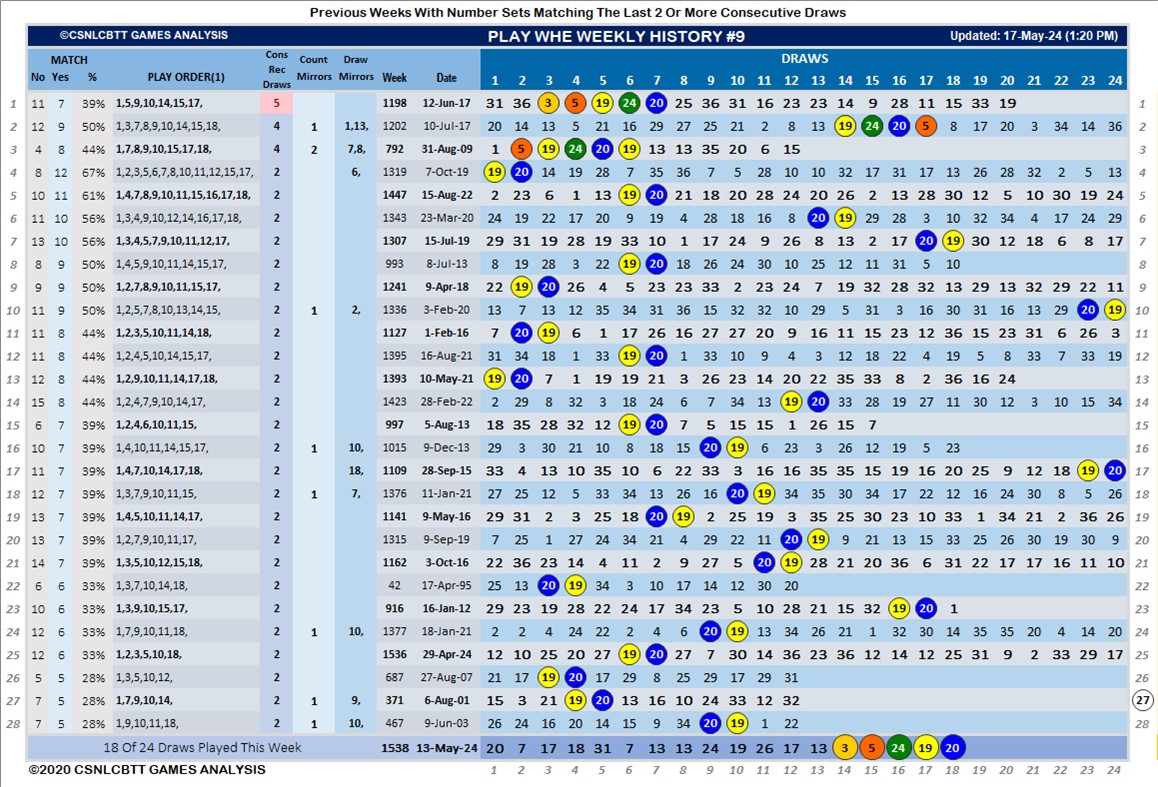 Previous Weeks With Number Sets Matching The Last 2 Or More Consecutive Draws
©CSNLCBTT GAMES ANALYSIS PLAY WHE WEEKLY HISTORY #9 Updated: 17-May-24 (1:20 PM)
MATCH Cons Count Draw DRAWS
No Yes % PLAY ORDER(1) Rec Draws Mirrors Mirrors Week Date 1 2 3 4 5 6 7 8 9 10 11 12 13 14 15 16 17 18 19 20 21 22 23 24
1 11 7 39% 1,5,9,10,14,15,17, 5 1198 12-Jun-17 31 36 3 5 19 24 20 25 36 31 16 23 23 14 9 28 11 15 33 19 1
2 12 9 50% 1,3,7,8,9,10,14,15,18, 4 1 1,13, 1202 10-Jul-17 20 14 13 5 21 16 29 27 25 21 2 8 13 19 24 20 5 8 17 20 3 34 14 36 2
3 4 8 44% 1,7,8,9,10,15,17,18, 4 2 7,8, 792 31-Aug-09 1 5 19 24 20 19 13 13 35 20 6 15 3
4 8 12 67% 1,2,3,5,6,7,8,10,11,12,15,17, 2 6, 1319 7-Oct-19 19 20 14 19 28 7 35 36 7 5 28 10 10 32 17 31 17 13 26 28 32 2 5 13 4
5 10 11 61% 1,4,7,8,9,10,11,15,16,17,18, 2 1447 15-Aug-22 2 23 6 1 13 19 20 21 18 20 28 24 20 26 2 13 28 30 12 5 10 30 19 24 5
6 11 10 56% 1,3,4,9,10,12,14,16,17,18, 2 1343 23-Mar-20 24 19 22 17 20 9 19 4 28 18 16 8 20 19 29 28 3 10 32 34 4 17 24 29 6
7 13 10 56% 1,3,4,5,7,9,10,11,12,17, 2 1307 15-Jul-19 29 31 19 28 19 33 10 1 17 24 9 26 8 13 2 17 20 19 30 12 18 6 8 17 7
8 8 9 50% 1,4,5,9,10,11,14,15,17, 2 993 8-Jul-13 8 19 28 3 22 19 20 18 26 24 30 10 25 12 11 31 5 10 8
9 9 9 50% 1,2,7,8,9,10,11,15,17, 2 1241 9-Apr-18 22 19 20 26 4 5 23 23 33 2 23 24 7 19 32 28 32 13 29 13 32 29 22 11 9
10 11 9 50% 1,2,5,7,8,10,13,14,15, 2 1 2, 1336 3-Feb-20 13 7 13 12 35 34 31 36 15 32 32 10 29 5 31 3 16 30 31 16 13 29 20 19 10
11 11 8 44% 1,2,3,5,10,11,14,18, 2 1127 1-Feb-16 7 20 19 6 1 17 26 16 27 27 20 9 16 11 15 23 12 36 15 23 31 6 26 3 11
12 11 8 44% 1,2,4,5,10,14,15,17, 2 1395 16-Aug-21 31 34 18 1 33 19 20 1 33 10 9 4 3 12 18 22 4 19 5 8 33 7 33 19 12
13 12 8 44% 1,2,9,10,11,14,17,18, 2 1393 10-May-21 19 20 7 1 19 19 21 3 26 23 14 20 22 35 33 8 2 36 16 24 13
14 15 8 44% 1,2,4,7,9,10,14,17, 2 1423 28-Feb-22 2 29 8 32 3 18 24 6 7 34 13 19 20 33 28 19 27 11 30 12 3 10 15 34 14
15 6 7 39% 1,2,4,6,10,11,15, 2 997 5-Aug-13 18 35 28 32 12 19 20 7 5 15 15 1 26 15 7 15
16 10 7 39% 1,4,10,11,14,15,17, 2 1 10, 1015 9-Dec-13 29 3 30 21 10 8 18 15 20 19 6 23 3 26 12 19 5 23 16
17 11 7 39% 1,4,7,10,14,17,18, 2 18, 1109 28-Sep-15 33 4 13 10 35 10 6 22 33 3 16 16 35 35 15 19 16 20 25 9 12 18 19 20 17
18 12 7 39% 1,3,7,9,10,11,15, 2 1 7, 1376 11-Jan-21 27 25 12 5 33 34 13 26 16 20 19 34 35 30 34 17 22 12 16 24 30 8 5 26 18
19 13 7 39% 1,4,5,10,11,14,17, 2 1141 9-May-16 29 31 2 3 25 18 20 19 2 25 19 3 35 25 30 23 10 33 1 34 21 2 36 26 19
20 13 7 39% 1,2,7,9,10,11,17, 2 1315 9-Sep-19 7 25 1 27 24 34 21 4 29 22 11 20 19 9 21 13 15 33 25 26 30 19 30 9 20
21 14 7 39% 1,3,5,10,12,15,18, 2 1162 3-Oct-16 22 36 23 14 4 11 2 9 27 5 20 19 28 21 20 36 6 31 22 17 17 16 11 10 21
22 6 6 33% 1,3,7,10,14,18, 2 42 17-Apr-95 25 13 20 19 34 3 10 17 14 12 30 20 22
23 10 6 33% 1,3,9,10,15,17, 2 916 16-Jan-12 29 23 19 28 22 24 17 34 23 5 10 28 21 15 32 19 20 1 23
24 12 6 33% 1,7,9,10,11,18, 2 1 10, 1377 18-Jan-21 2 2 4 24 22 2 4 6 20 19 13 34 26 21 1 32 30 14 35 35 20 4 14 20 24
25 12 6 33% 1,2,3,5,10,18, 2 1536 29-Apr-24 12 10 25 20 27 19 20 27 7 30 14 36 23 36 12 14 12 25 31 9 2 33 29 17 25
26 5 5 28% 1,3,5,10,12, 2 687 27-Aug-07 21 17 19 20 17 29 8 25 29 17 29 31 26
27 7 5 28% 1,7,9,10,14, 2 1 9, 371 6-Aug-01 15 3 21 19 20 13 16 10 24 33 12 32 27
28 7 5 28% 1,9,10,11,18, 2 1 10, 467 9-Jun-03 26 24 16 20 14 15 9 34 20 19 1 22 28
18 Of 24 Draws Played This Week 1538 13-May-24 20 7 17 18 31 7 13 13 24 19 26 17 13 3 5 24 19 20
©2020 CSNLCBTT GAMES ANALYSIS 1 2 3 4 5 6 7 8 9 10 11 12 13 14 15 16 17 18 19 20 21 22 23 24